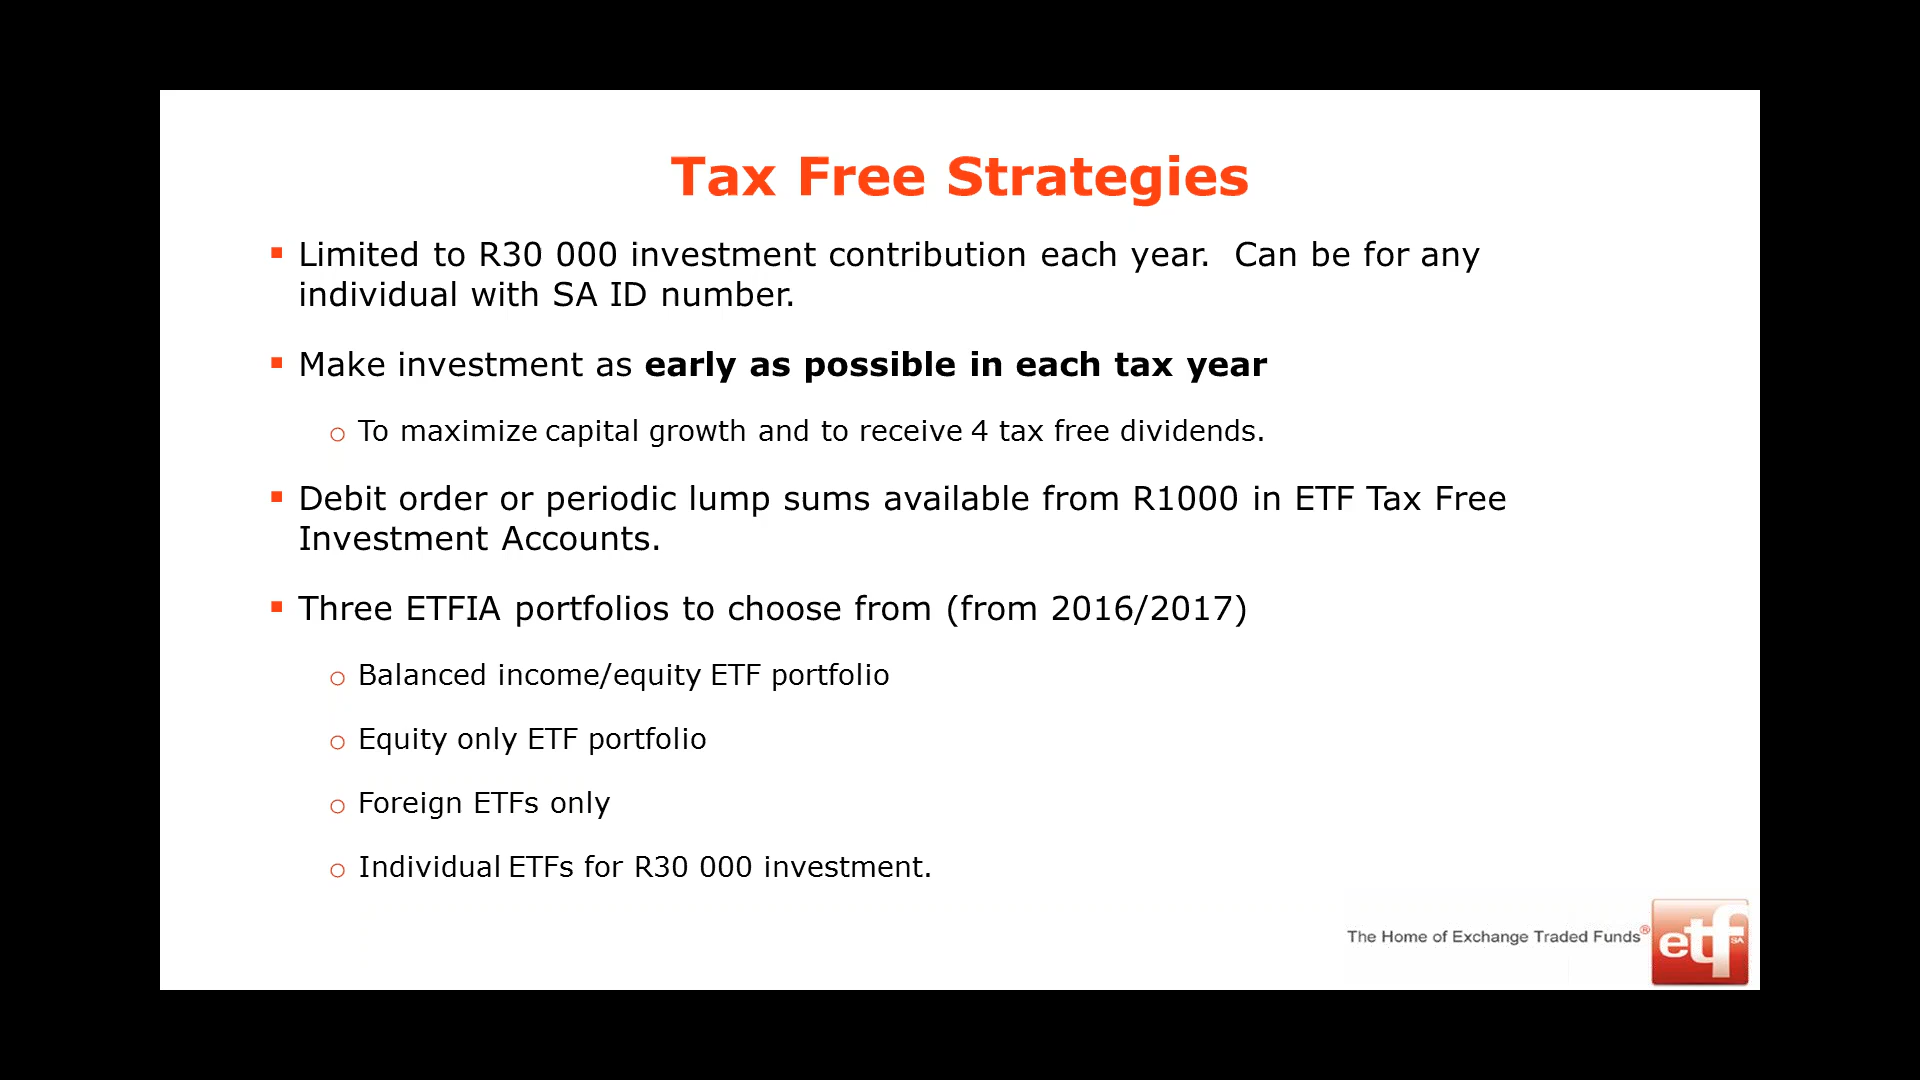 Tax Free Strategies
▪ Limited to R30 000 investment contribution each year.  Can be for any
individual with SA ID number.
▪ Make investment as early as possible in each tax year
o To maximize capital growth and to receive 4 tax free dividends.
▪ Debit order or periodic lump sums available from R1000 in ETF Tax Free
Investment Accounts.
▪ Three ETFIA portfolios to choose from (from 2016/2017)
o Balanced income/equity ETF portfolio
o Equity only ETF portfolio
o Foreign ETFs only
o Individual ETFs for R30 000 investment.
The Home of Exchange Traded Funds®
etf SA